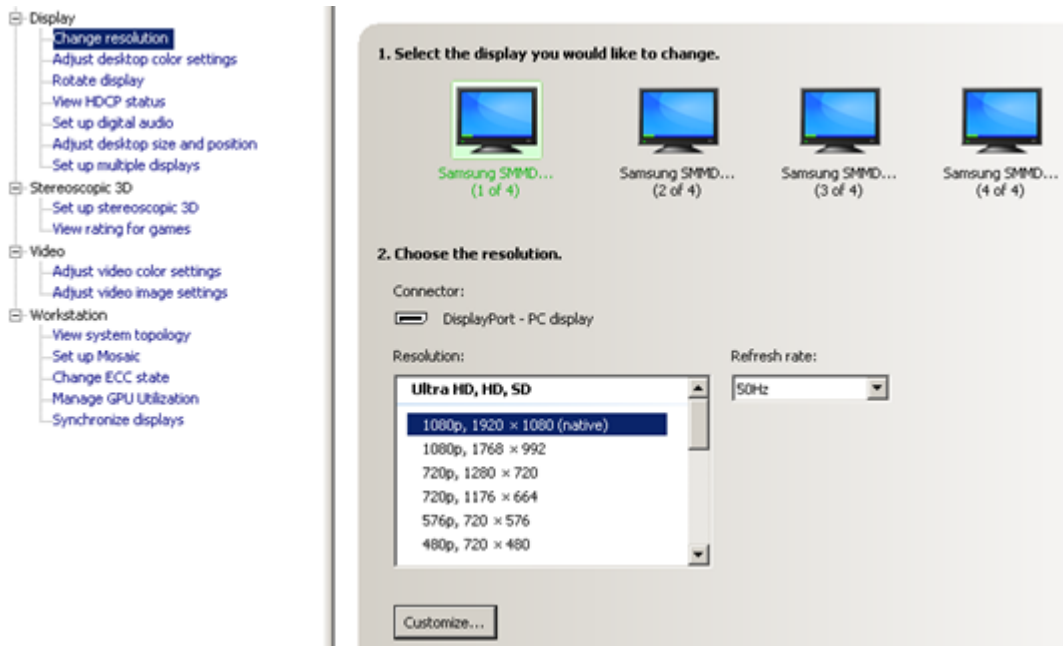 Display
Change resolution
Adjust desktop color settings
Rotate display
View HDCP status
Set up digital audio
Adjust desktop size and position
Set up multiple displays
Stereoscopic 3D
Set up stereoscopic 3D
View rating for games
Video
Adjust video color settings
Adjust video image settings
Workstation
View system topology
Set up Mosaic
Change ECC state
Manage GPU Utilization
Synchronize displays
1. Select the display you would like to change.
Samsung SMMD... Samsung SMMD... Samsung SMMD... Samsung SMMD...
(1 of 4) (2 of 4) (3 of 4) (4 of 4)
2. Choose the resolution.
Connector:
DisplayPort - PC display
Resolution: Refresh rate:
Ultra HD, HD, SD 50Hz
1080p, 1920 × 1080 (native)
1080p, 1768 × 992
720p, 1280 × 720
720p, 1176 × 664
576p, 720 × 576
480p, 720 × 480
Customize...